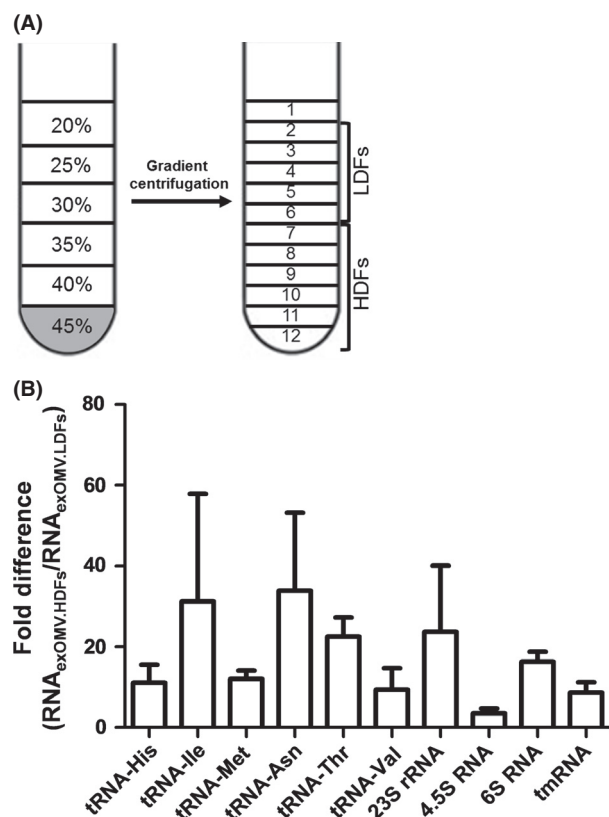 (A)
20%
25%
30%
35%
40%
45%
Gradient
centrifugation
1
2
3
4
5
6
7
8
9
10
11
12
LDFs
HDFs
(B)
Fold difference
(RNAexOMV.HDFs/RNAexOMV.LDFs)
80
60
40
20
0
tRNA-His
tRNA-Ile
tRNA-Met
tRNA-Asn
tRNA-Thr
tRNA-Val
23S rRNA
4.5S RNA
6S RNA
tmRNA